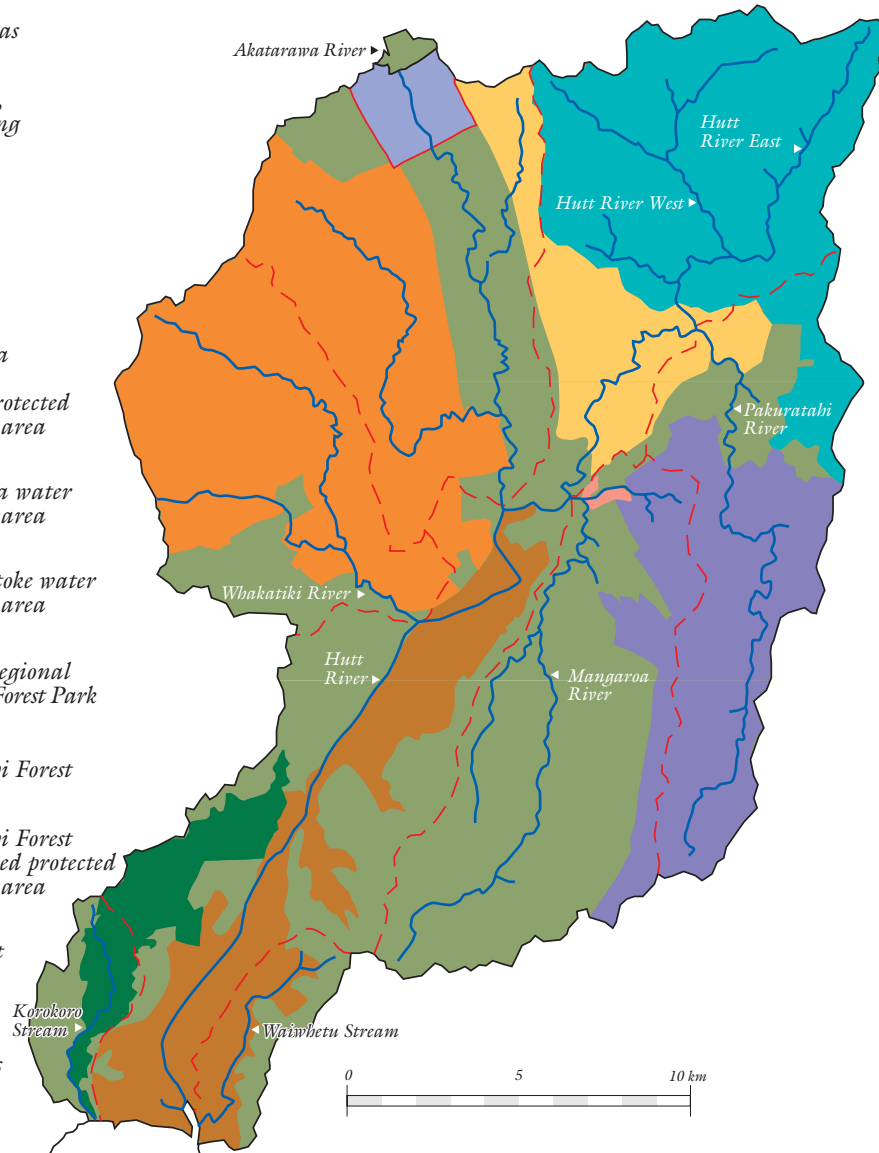 as
Akatarawa River
ng
Hutt
River East
Hutt River West
a
rotected
area
Pakuratahi
River
a water
area
toke water
area
Whakatiki River
Hutt
River
egional
Forest Park
Mangaroa
River
i Forest
i Forest
ed protected
area
t
Korokoro
Stream
Waiwhetu Stream
s
0 5 10 km